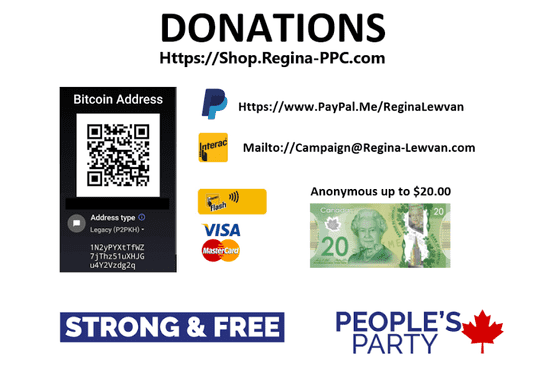 DONATIONS
Https://Shop.Regina-PPC.com
Bitcoin Address
Address type
Legacy (P2PKH)
1N2yPYXtTfWZ
7jThz51uXHJG
u4Y2Vzdg2q
Https://www.PayPal.Me/ReginaLewvan
Interac
Mailto://Campaign@Regina-Lewvan.com
Flash
VISA
MasterCard
Anonymous up to $20.00
20
20
STRONG & FREE
PEOPLE'S
PARTY